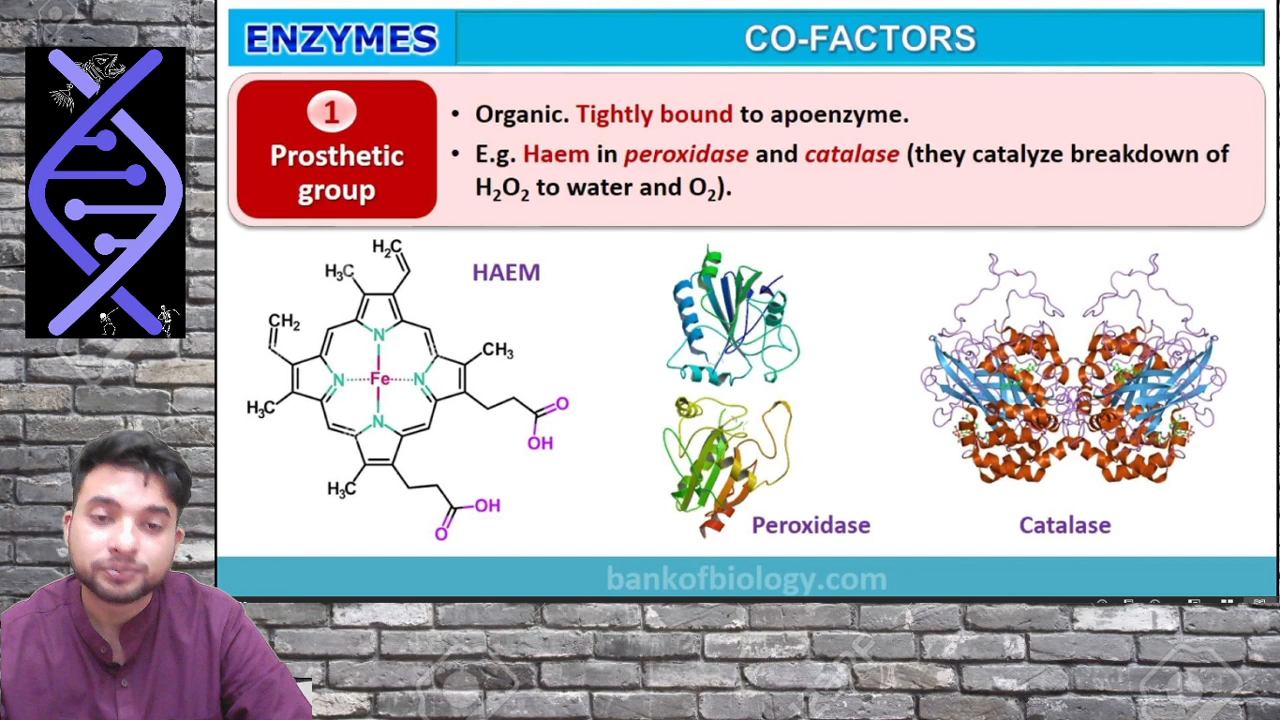 ENZYMES
CO-FACTORS
1
Prosthetic
group
• Organic. Tightly bound to apoenzyme.
• E.g. Haem in peroxidase and catalase (they catalyze breakdown of
H₂O₂ to water and O₂).
HAEM
H₂C
H₃C
CH₂
CH₃
N
N
Fe
N
N
H₃C
O
OH
H₃C
OH
O
Peroxidase
Catalase
bankofbiology.com